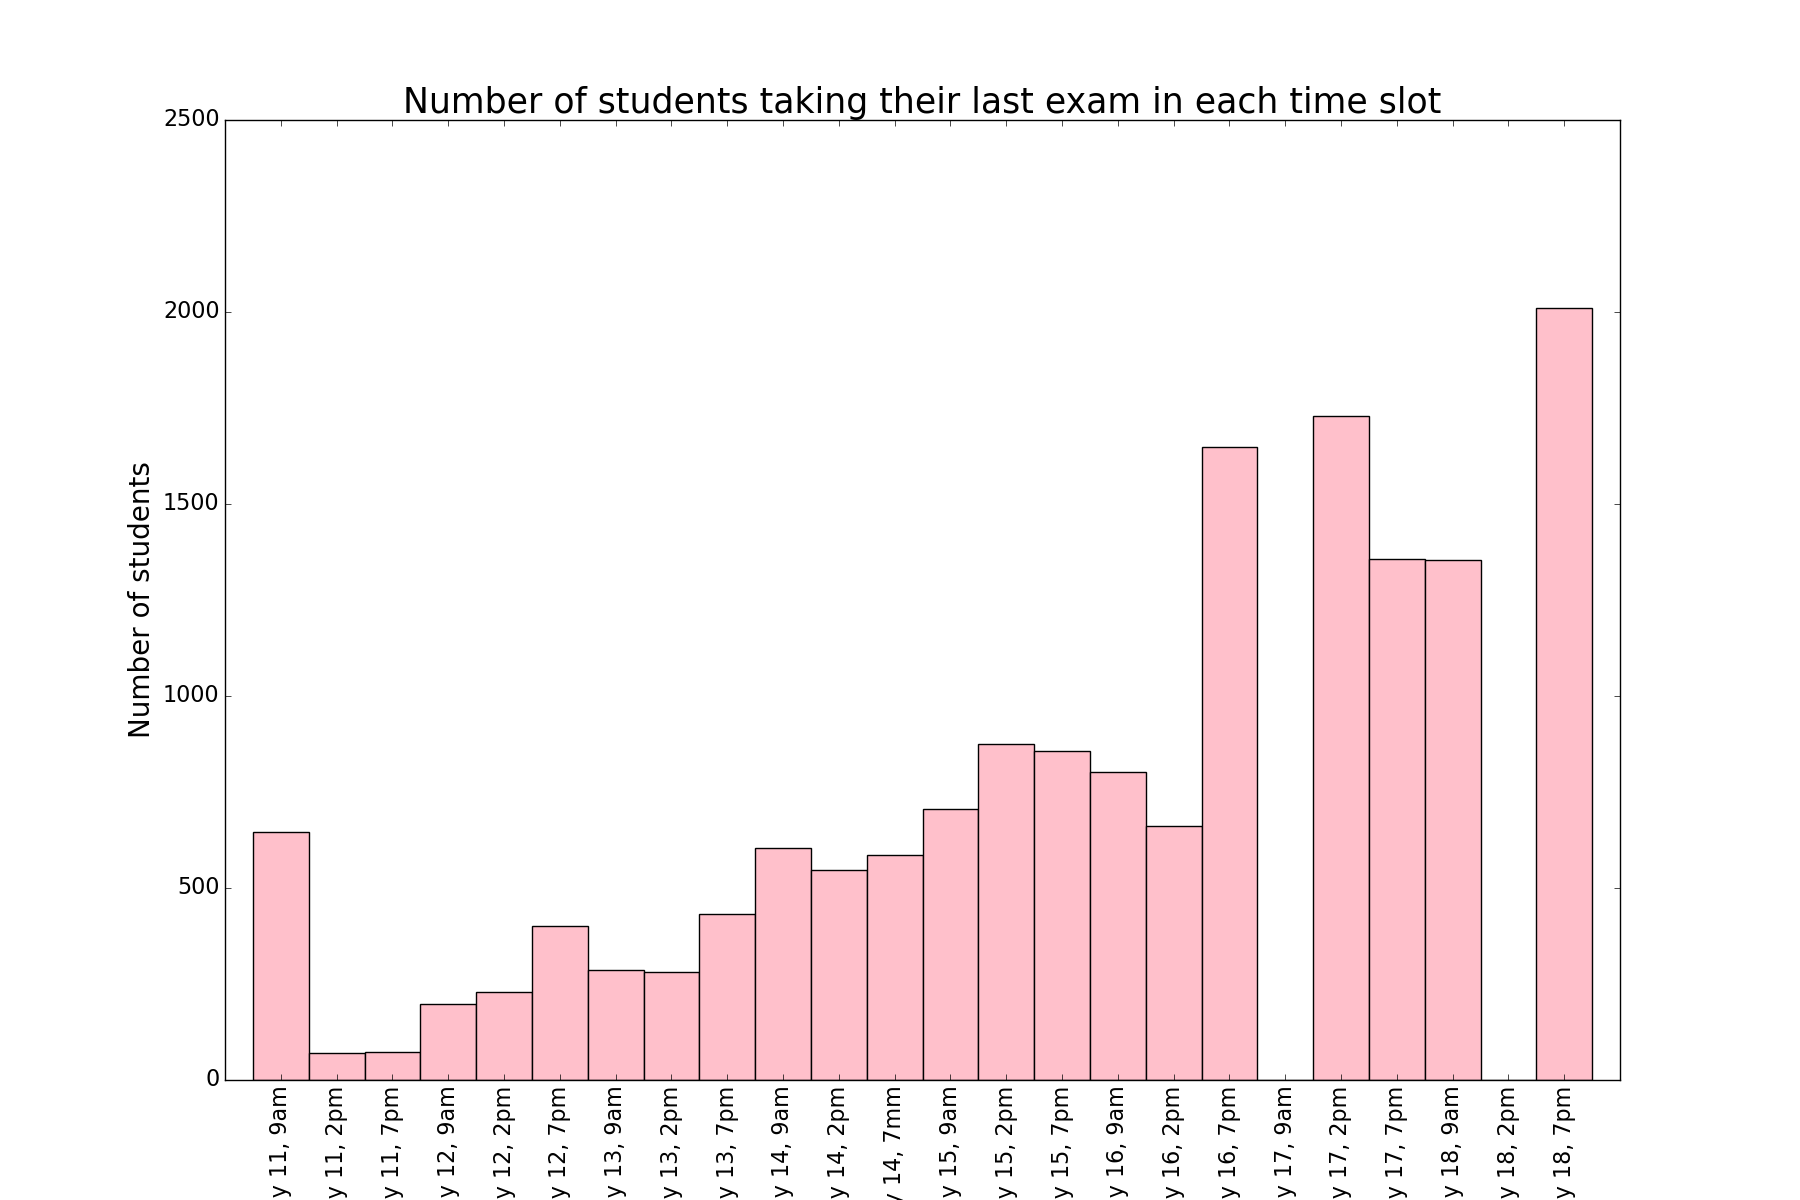 Number of students taking their last exam in each time slot
2500
2000
1500
1000
500
0
Number of students
y 11, 9am
y 11, 2pm
y 11, 7pm
y 12, 9am
y 12, 2pm
y 12, 7pm
y 13, 9am
y 13, 2pm
y 13, 7pm
y 14, 9am
y 14, 2pm
y 14, 7mm
y 15, 9am
y 15, 2pm
y 15, 7pm
y 16, 9am
y 16, 2pm
y 16, 7pm
y 17, 9am
y 17, 2pm
y 17, 7pm
y 18, 9am
y 18, 2pm
y 18, 7pm